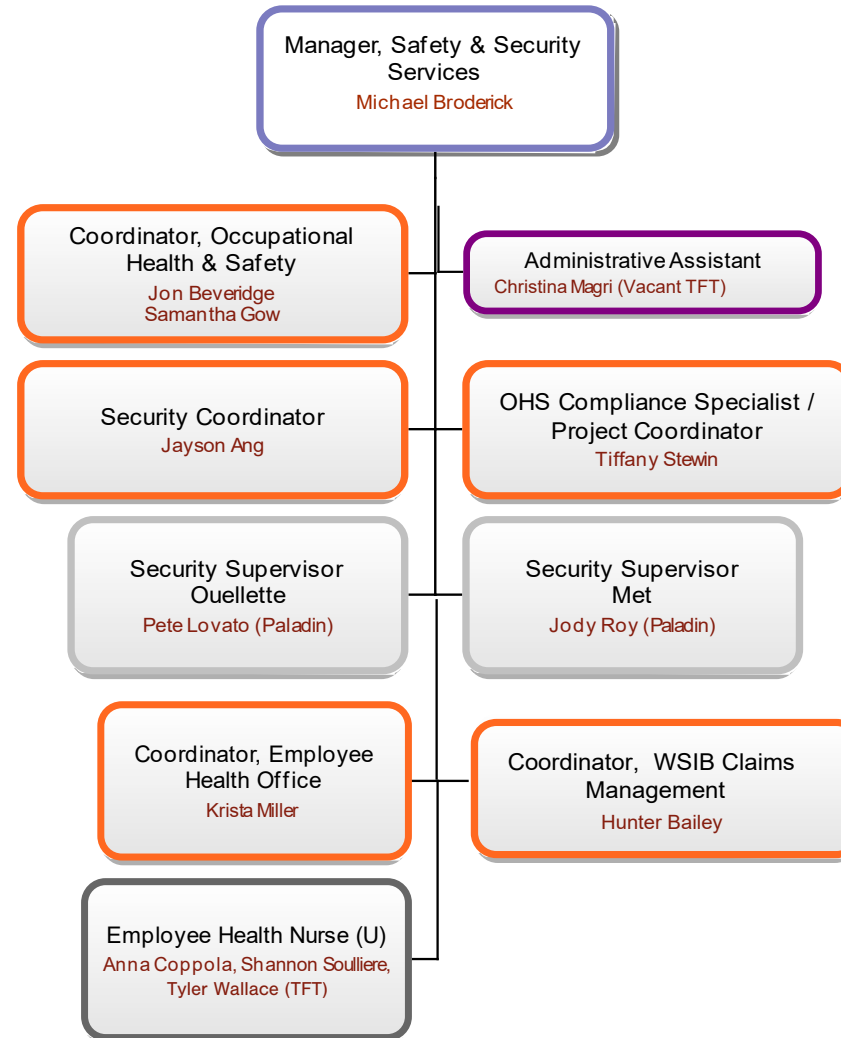 Manager, Safety & Security
Services
Michael Broderick
Coordinator, Occupational
Health & Safety
Jon Beveridge
Samantha Gow
Administrative Assistant
Christina Magri (Vacant TFT)
Security Coordinator
Jayson Ang
OHS Compliance Specialist /
Project Coordinator
Tiffany Stewin
Security Supervisor
Ouellette
Pete Lovato (Paladin)
Security Supervisor
Met
Jody Roy (Paladin)
Coordinator, Employee
Health Office
Krista Miller
Coordinator, WSIB Claims
Management
Hunter Bailey
Employee Health Nurse (U)
Anna Coppola, Shannon Soulliere,
Tyler Wallace (TFT)